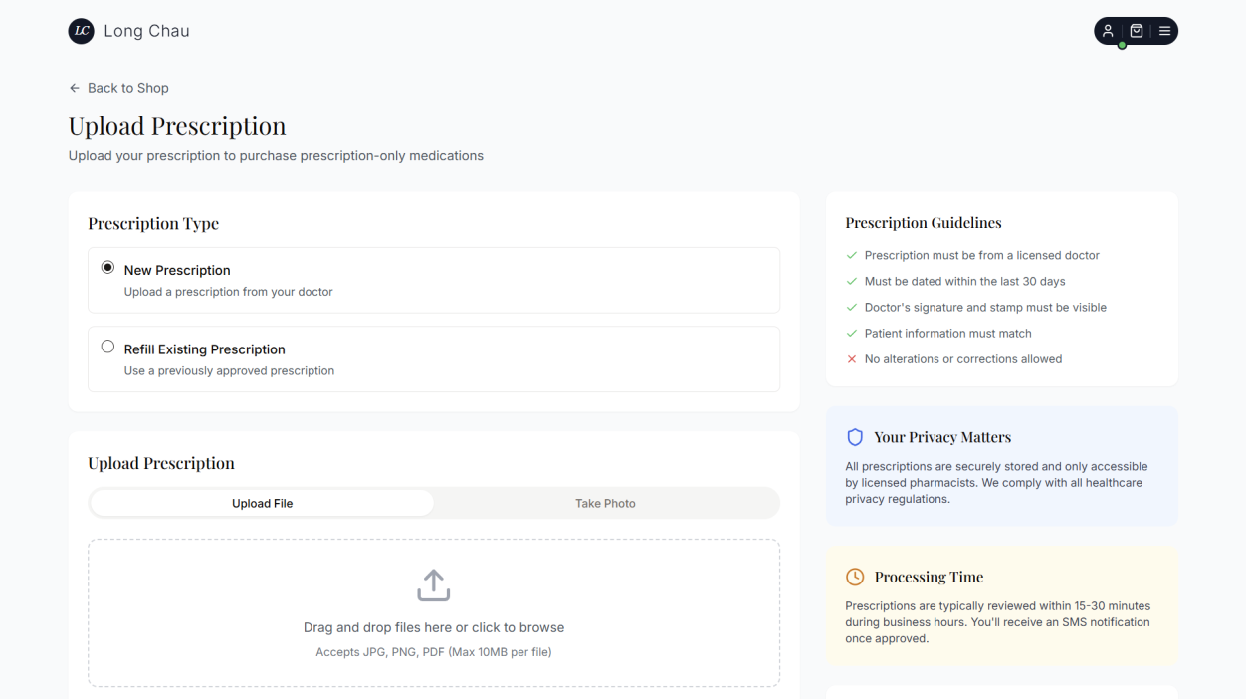 LC Long Chau
Back to Shop
Upload Prescription
Upload your prescription to purchase prescription-only medications
Prescription Type
New Prescription
Upload a prescription from your doctor
Refill Existing Prescription
Use a previously approved prescription
Upload Prescription
Upload File
Take Photo
Drag and drop files here or click to browse
Accepts JPG, PNG, PDF (Max 10MB per file)
Prescription Guidelines
Prescription must be from a licensed doctor
Must be dated within the last 30 days
Doctor's signature and stamp must be visible
Patient information must match
No alterations or corrections allowed
Your Privacy Matters
All prescriptions are securely stored and only accessible
by licensed pharmacists. We comply with all healthcare
privacy regulations.
Processing Time
Prescriptions are typically reviewed within 15-30 minutes
during business hours. You'll receive an SMS notification
once approved.